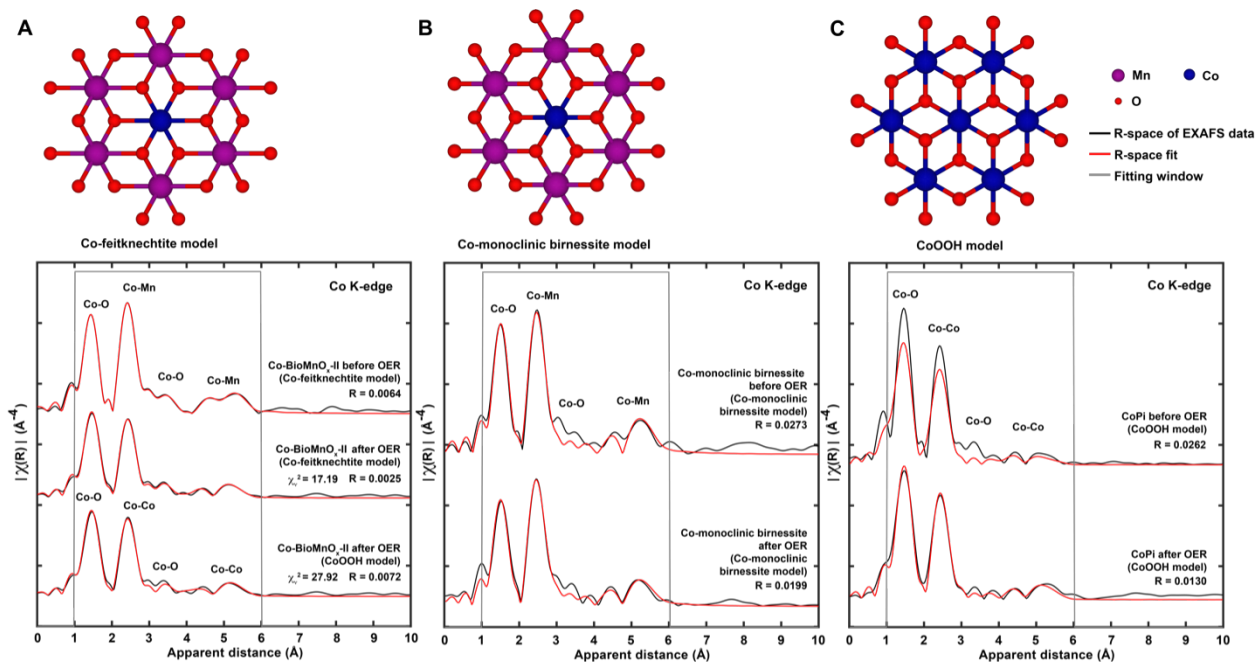 A
B
C
Mn
Co
O
R-space of EXAFS data
R-space fit
Fitting window
Co-feitknechtite model
Co-monoclinic birnessite model
CoOOH model
|χ(R)| (Å⁻⁴)
Co K-edge
Co-O
Co-Mn
Co-O
Co-Mn
Co-BioMnOₓ-II before OER
(Co-feitknechtite model)
R = 0.0064
Co-BioMnOₓ-II after OER
(Co-feitknechtite model)
χᵥ² = 17.19 R = 0.0025
Co-O
Co-Co
Co-O
Co-Co
Co-BioMnOₓ-II after OER
(CoOOH model)
χᵥ² = 27.92 R = 0.0072
0 1 2 3 4 5 6 7 8 9 10
Apparent distance (Å)
|χ(R)| (Å⁻⁴)
Co K-edge
Co-O
Co-Mn
Co-O
Co-Mn
Co-monoclinic birnessite
before OER
(Co-monoclinic
birnessite model)
R = 0.0273
Co-monoclinic birnessite
after OER
(Co-monoclinic
birnessite model)
R = 0.0199
0 1 2 3 4 5 6 7 8 9 10
Apparent distance (Å)
|χ(R)| (Å⁻⁴)
Co K-edge
Co-O
Co-Co
Co-O
Co-Co
CoPi before OER
(CoOOH model)
R = 0.0262
CoPi after OER
(CoOOH model)
R = 0.0130
0 1 2 3 4 5 6 7 8 9 10
Apparent distance (Å)